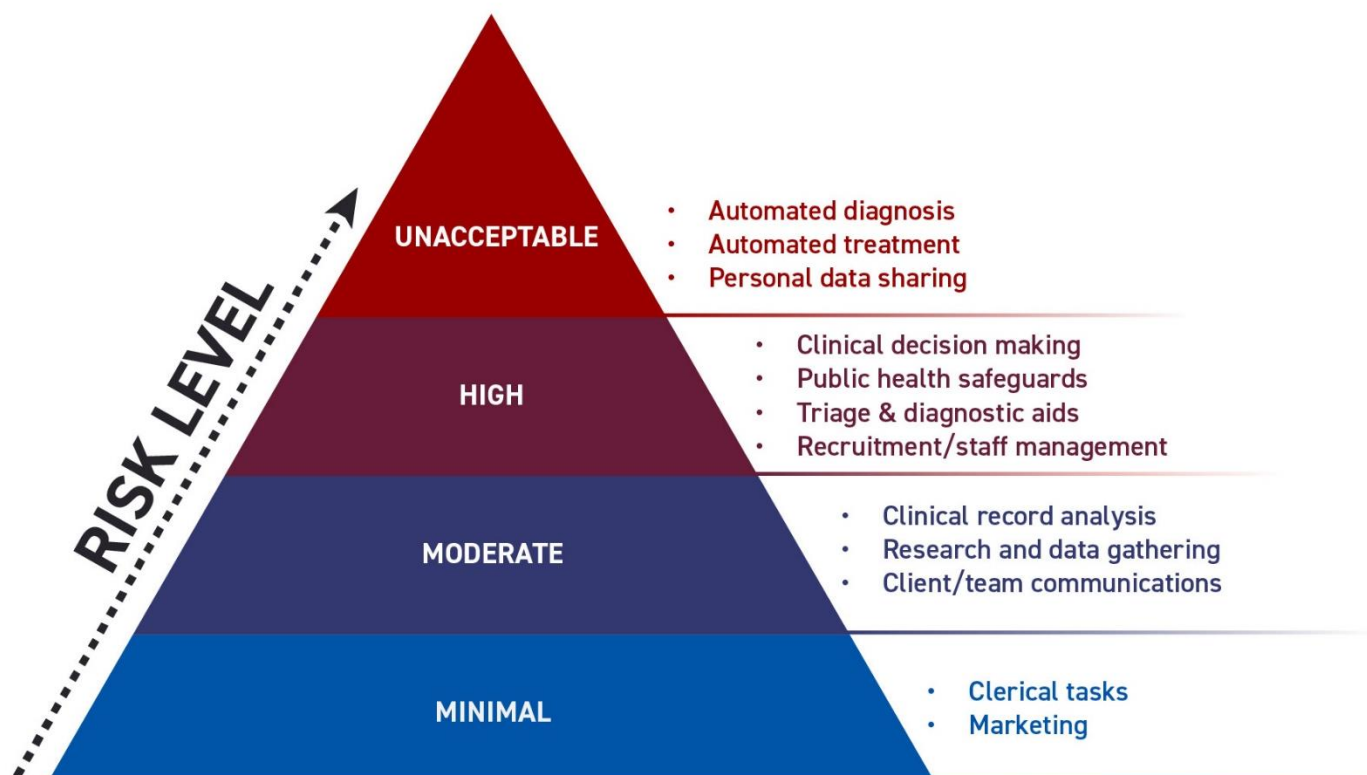 RISK LEVEL
UNACCEPTABLE
• Automated diagnosis
• Automated treatment
• Personal data sharing
HIGH
• Clinical decision making
• Public health safeguards
• Triage & diagnostic aids
• Recruitment/staff management
MODERATE
• Clinical record analysis
• Research and data gathering
• Client/team communications
MINIMAL
• Clerical tasks
• Marketing